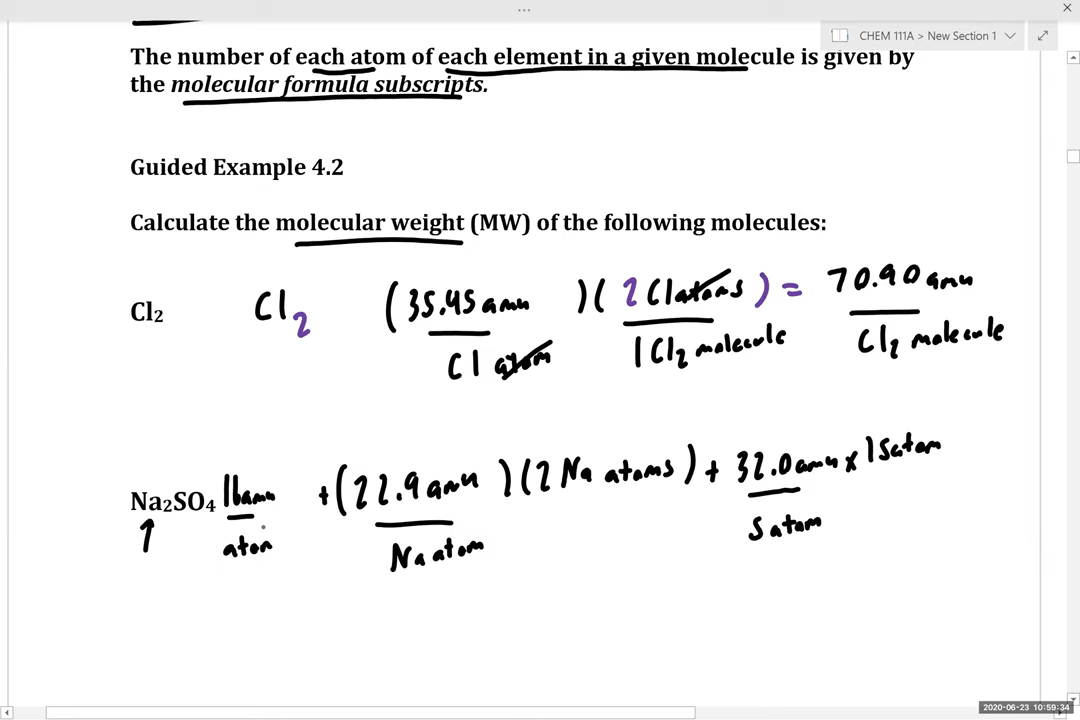 CHEM 111A > New Section 1
The number of each atom of each element in a given molecule is given by
the molecular formula subscripts.
Guided Example 4.2
Calculate the molecular weight (MW) of the following molecules:
Cl₂ Cl₂ (35.45 amu / Cl atom) (2 Cl atoms / 1 Cl₂ molecule) = 70.90 amu / Cl₂ molecule
Na₂SO₄ 16 amu / atom + (22.9 amu / Na atom) (2 Na atoms) + 32.0 amu / S atom × 1 S atom
2020-06-23 10:59:34